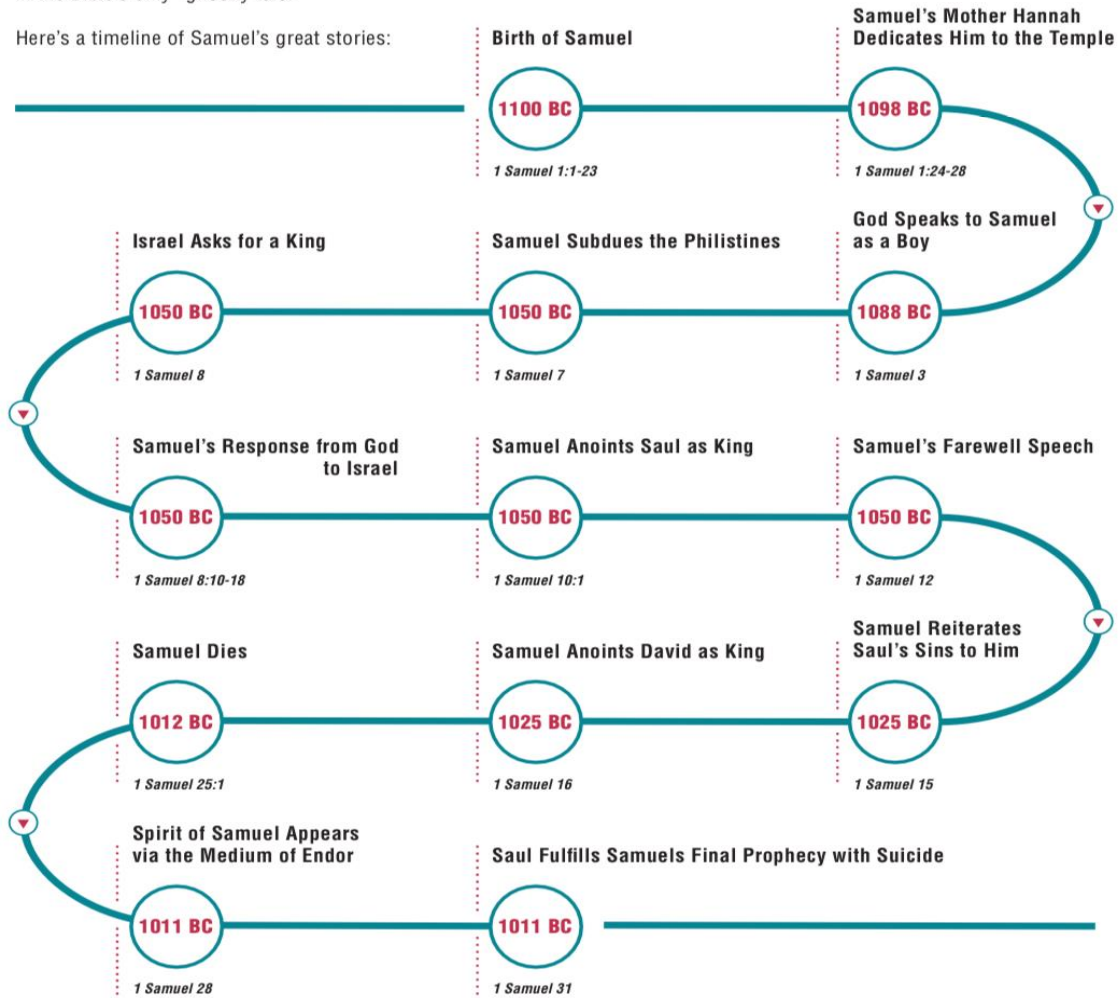 Here's a timeline of Samuel's great stories:
Birth of Samuel
1100 BC
1 Samuel 1:1-23
Samuel's Mother Hannah
Dedicates Him to the Temple
1098 BC
1 Samuel 1:24-28
God Speaks to Samuel
as a Boy
1088 BC
1 Samuel 3
Samuel Subdues the Philistines
1050 BC
1 Samuel 7
Israel Asks for a King
1050 BC
1 Samuel 8
Samuel's Response from God
to Israel
1050 BC
1 Samuel 8:10-18
Samuel Anoints Saul as King
1050 BC
1 Samuel 10:1
Samuel's Farewell Speech
1050 BC
1 Samuel 12
Samuel Reiterates
Saul's Sins to Him
1025 BC
1 Samuel 15
Samuel Anoints David as King
1025 BC
1 Samuel 16
Samuel Dies
1012 BC
1 Samuel 25:1
Spirit of Samuel Appears
via the Medium of Endor
1011 BC
1 Samuel 28
Saul Fulfills Samuels Final Prophecy with Suicide
1011 BC
1 Samuel 31